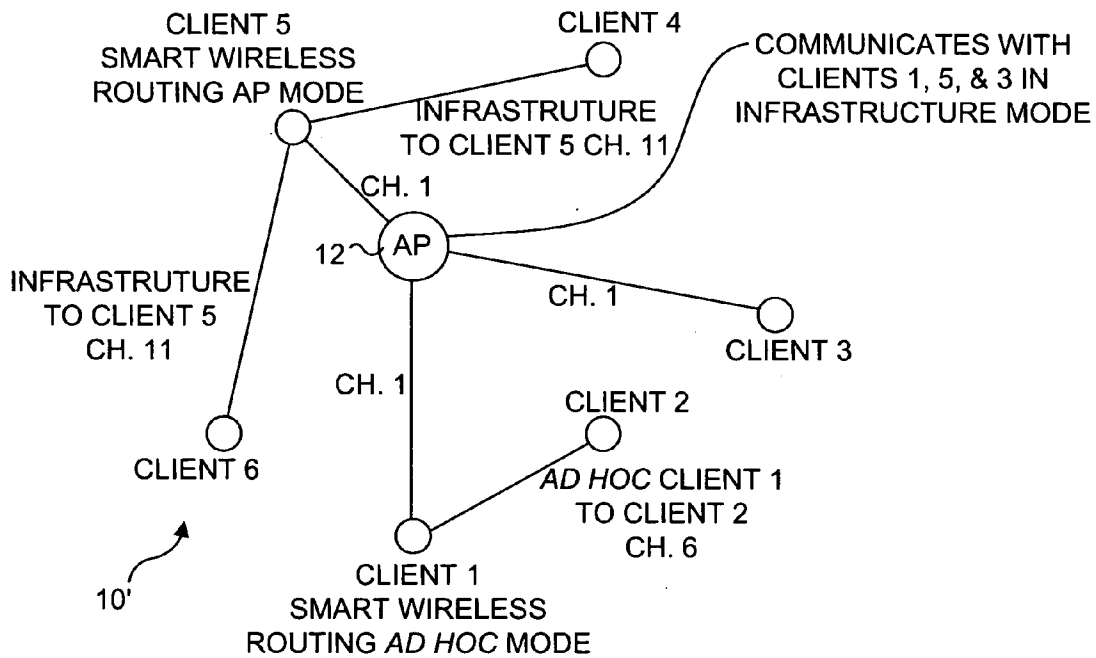 CLIENT 5
SMART WIRELESS
ROUTING AP MODE
CLIENT 4
COMMUNICATES WITH
CLIENTS 1, 5, & 3 IN
INFRASTRUCTURE MODE
INFRASTRUTURE
TO CLIENT 5 CH. 11
CH. 1
12
AP
INFRASTRUTURE
TO CLIENT 5
CH. 11
CH. 1
CLIENT 3
CH. 1
CLIENT 2
CLIENT 6
AD HOC CLIENT 1
TO CLIENT 2
CH. 6
10'
CLIENT 1
SMART WIRELESS
ROUTING AD HOC MODE